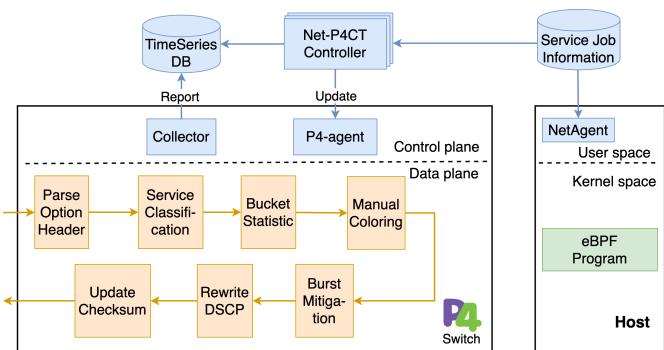 TimeSeries
DB
Net-P4CT
Controller
Service Job
Information
Report
Update
Collector
P4-agent
NetAgent
Control plane
User space
Data plane
Kernel space
Parse
Option
Header
Service
Classifi-
cation
Bucket
Statistic
Manual
Coloring
eBPF
Program
Update
Checksum
Rewrite
DSCP
Burst
Mitiga-
tion
P4
Switch
Host